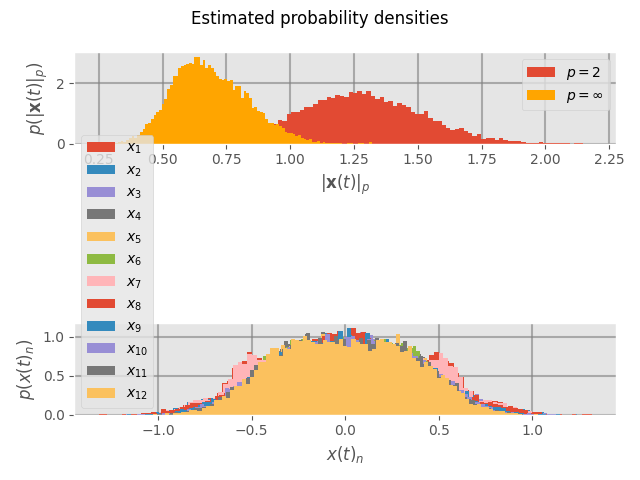 Estimated probability densities
p(|x(t)|p)
2
0
p = 2
p = ∞
0.25 0.50 0.75 1.00 1.25 1.50 1.75 2.00 2.25
|x(t)|p
x1
x2
x3
x4
x5
x6
x7
x8
x9
x10
x11
x12
p(x(t)n)
1.0
0.5
0.0
−1.0 −0.5 0.0 0.5 1.0
x(t)n